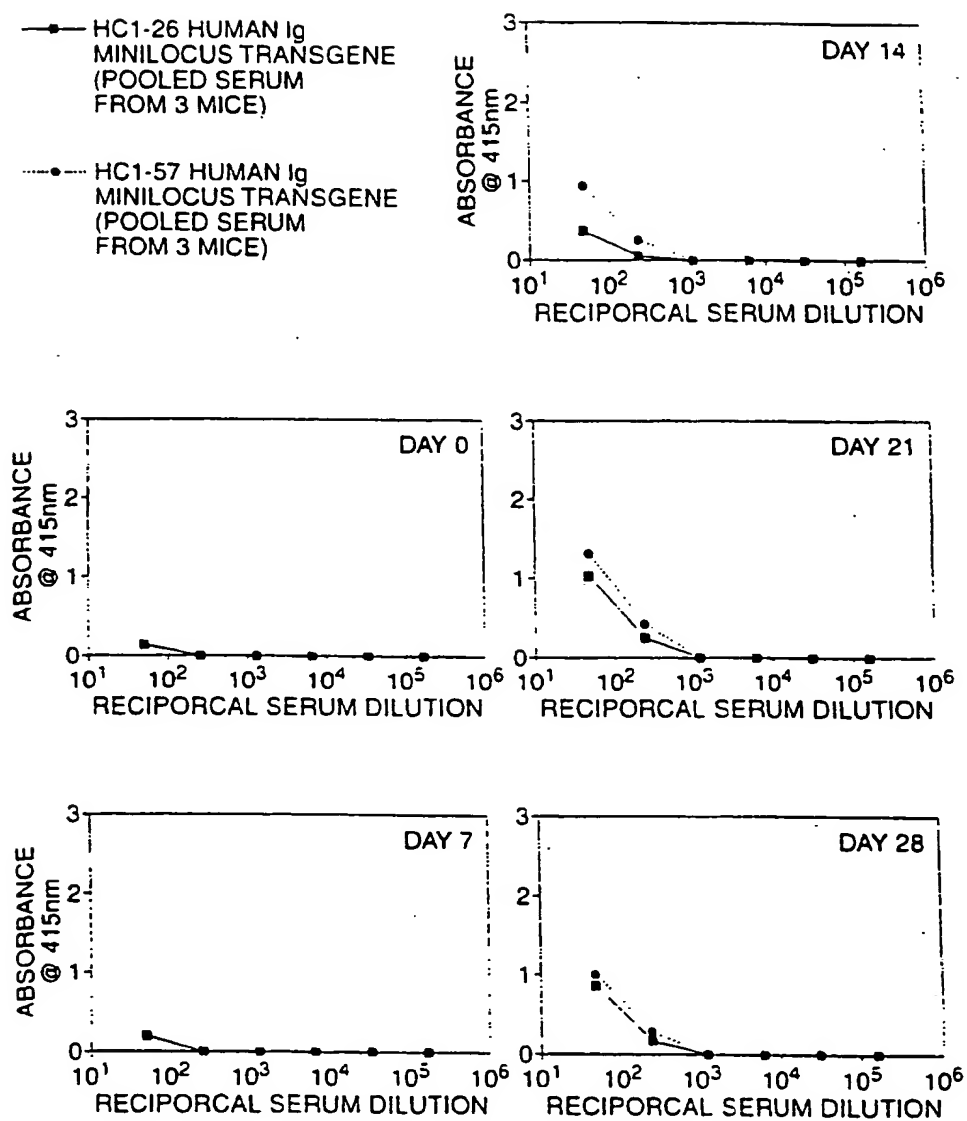 HC1-26 HUMAN Ig
MINILOCUS TRANSGENE
(POOLED SERUM
FROM 3 MICE)
HC1-57 HUMAN Ig
MINILOCUS TRANSGENE
(POOLED SERUM
FROM 3 MICE)
DAY 14
ABSORBANCE
@ 415nm
3
2
1
0
10¹ 10² 10³ 10⁴ 10⁵ 10⁶
RECIPORCAL SERUM DILUTION
DAY 0
ABSORBANCE
@ 415nm
3
2
1
0
10¹ 10² 10³ 10⁴ 10⁵ 10⁶
RECIPORCAL SERUM DILUTION
DAY 21
3
2
1
0
10¹ 10² 10³ 10⁴ 10⁵ 10⁶
RECIPORCAL SERUM DILUTION
DAY 7
ABSORBANCE
@ 415nm
3
2
1
0
10¹ 10² 10³ 10⁴ 10⁵ 10⁶
RECIPORCAL SERUM DILUTION
DAY 28
3
2
1
0
10¹ 10² 10³ 10⁴ 10⁵ 10⁶
RECIPORCAL SERUM DILUTION